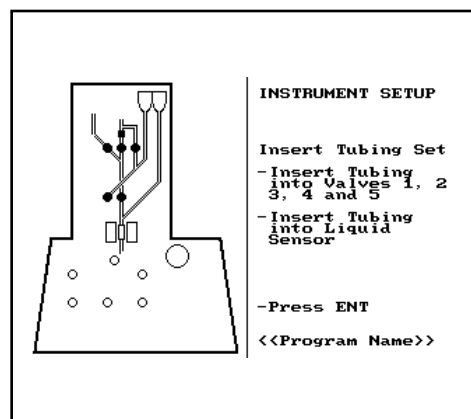 INSTRUMENT SETUP
Insert Tubing Set
-Insert Tubing
into Valves 1, 2
3, 4 and 5
-Insert Tubing
into Liquid
Sensor
-Press ENT
<<Program Name>>